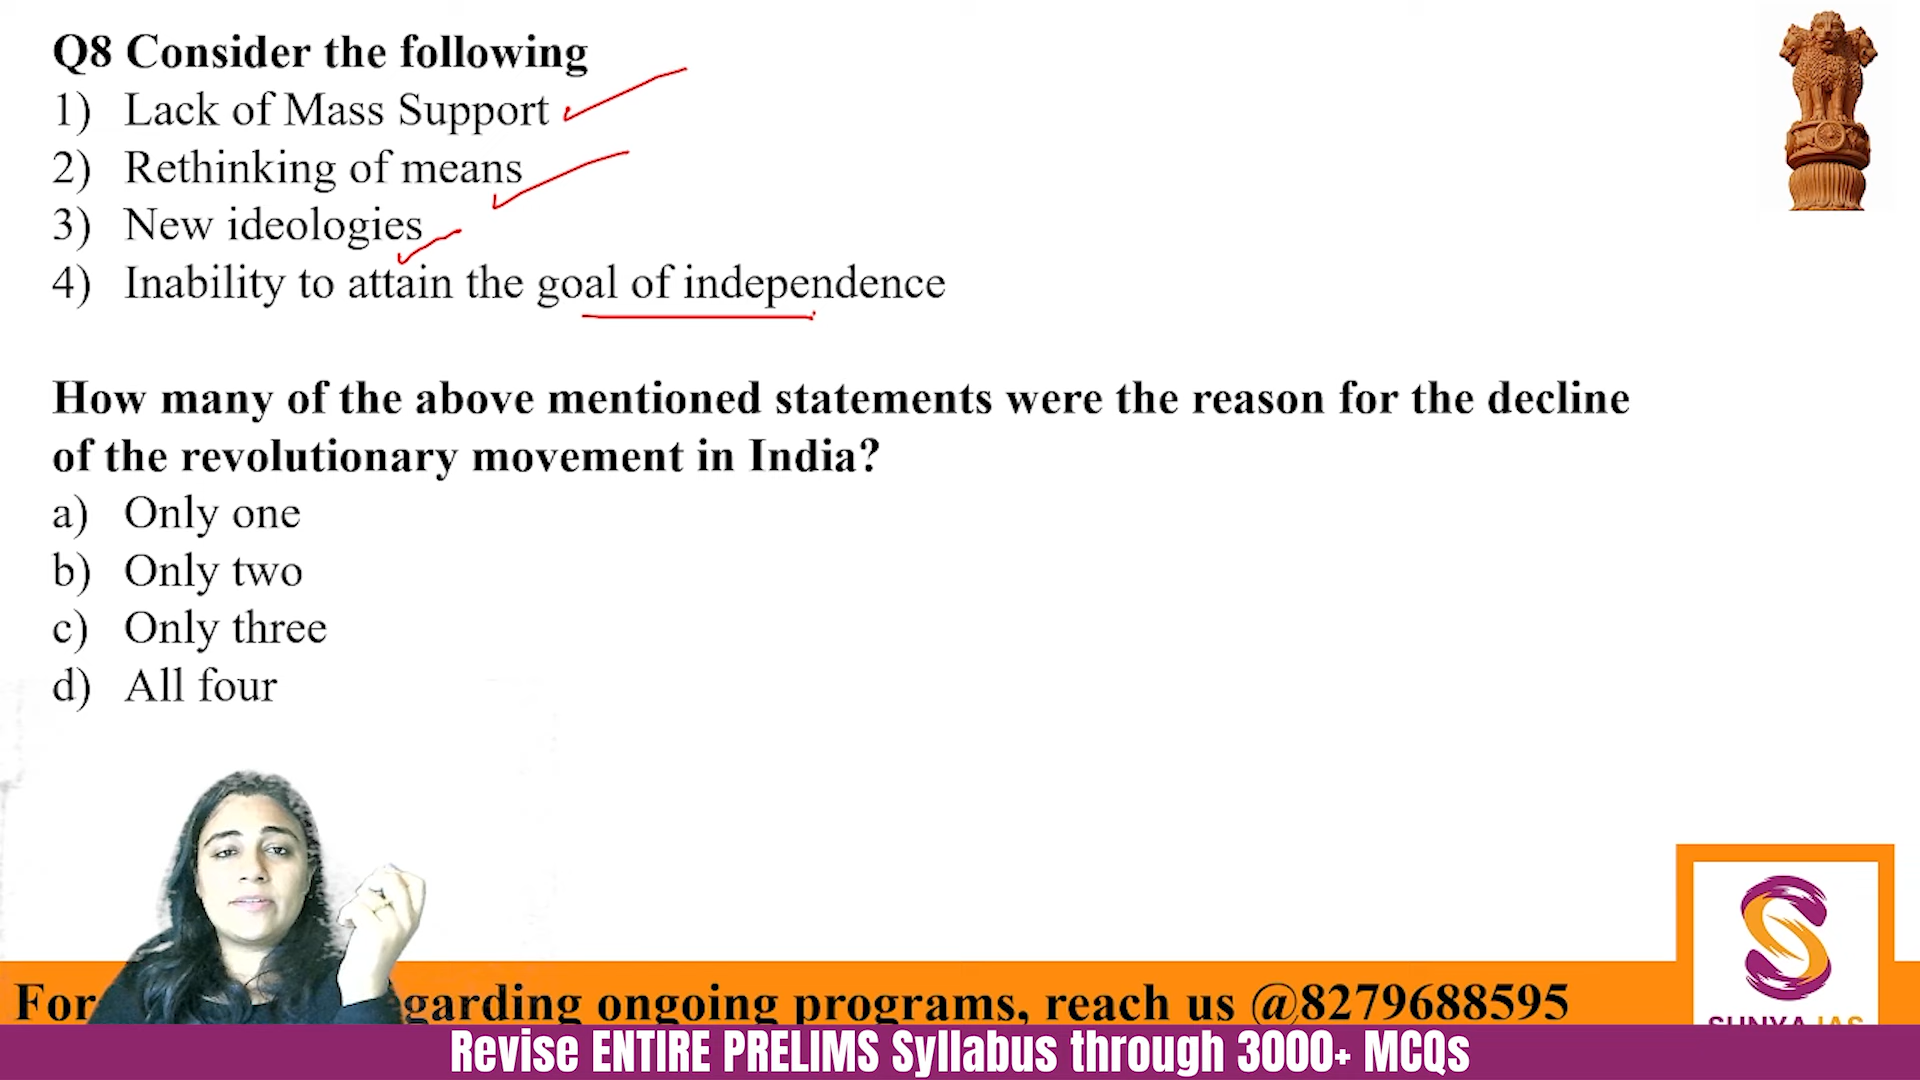 Q8 Consider the following
1) Lack of Mass Support
2) Rethinking of means
3) New ideologies
4) Inability to attain the goal of independence
How many of the above mentioned statements were the reason for the decline
of the revolutionary movement in India?
a) Only one
b) Only two
c) Only three
d) All four
For garding ongoing programs, reach us @8279688595
SUNYA IAS
Revise ENTIRE PRELIMS Syllabus through 3000+ MCQs